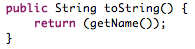 public String toString() {
    return (getName());
}